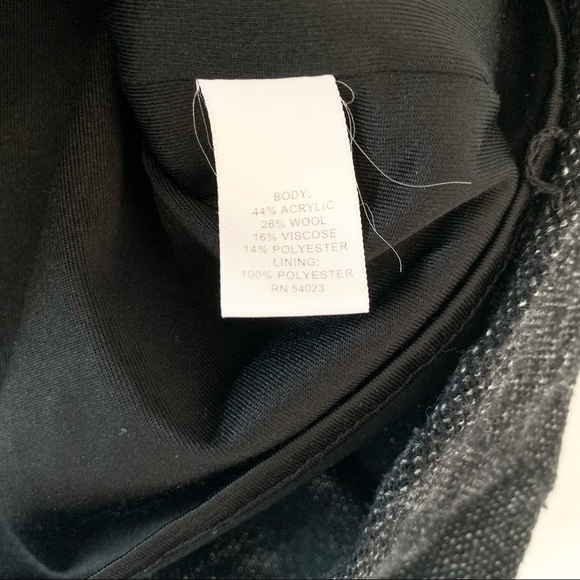 BODY:
44% ACRYLIC
26% WOOL
16% VISCOSE
14% POLYESTER
LINING:
100% POLYESTER
RN 54023